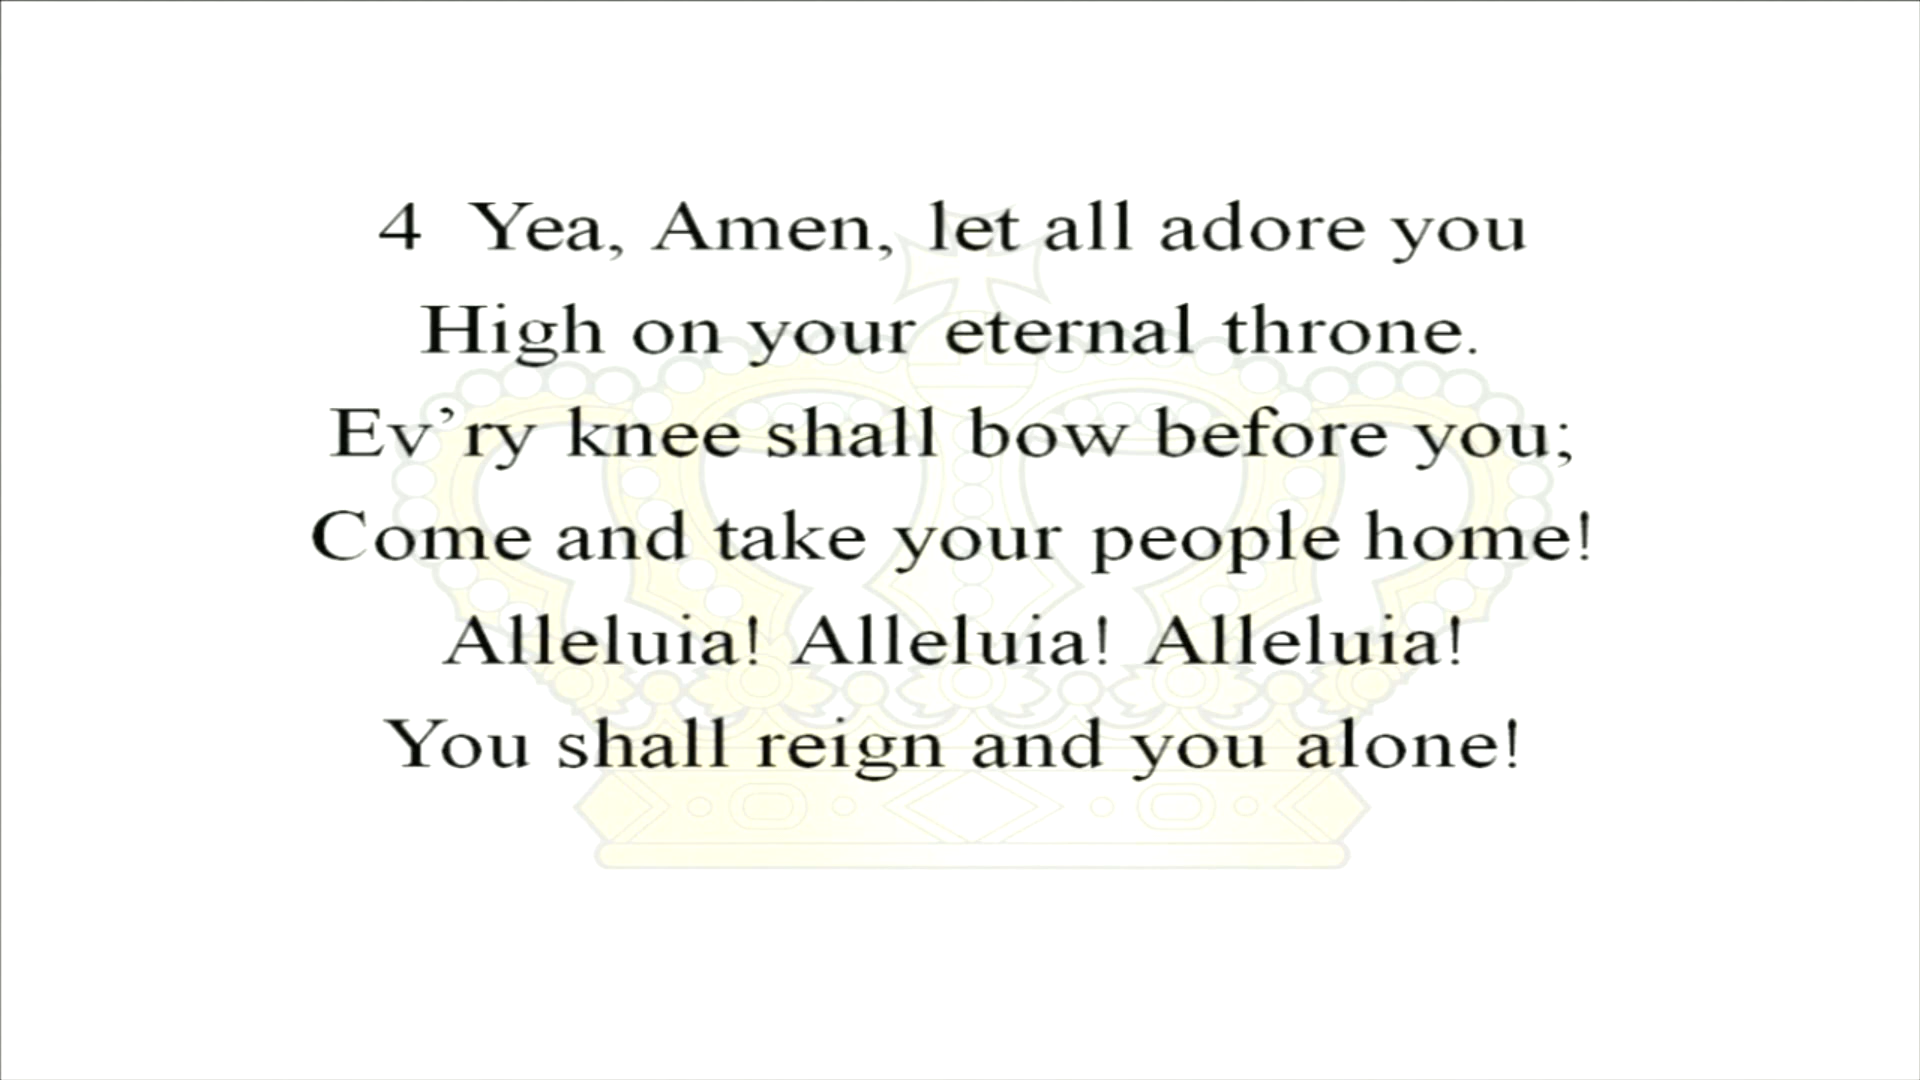 4 Yea, Amen, let all adore you
High on your eternal throne.
Ev’ry knee shall bow before you;
Come and take your people home!
Alleluia! Alleluia! Alleluia!
You shall reign and you alone!